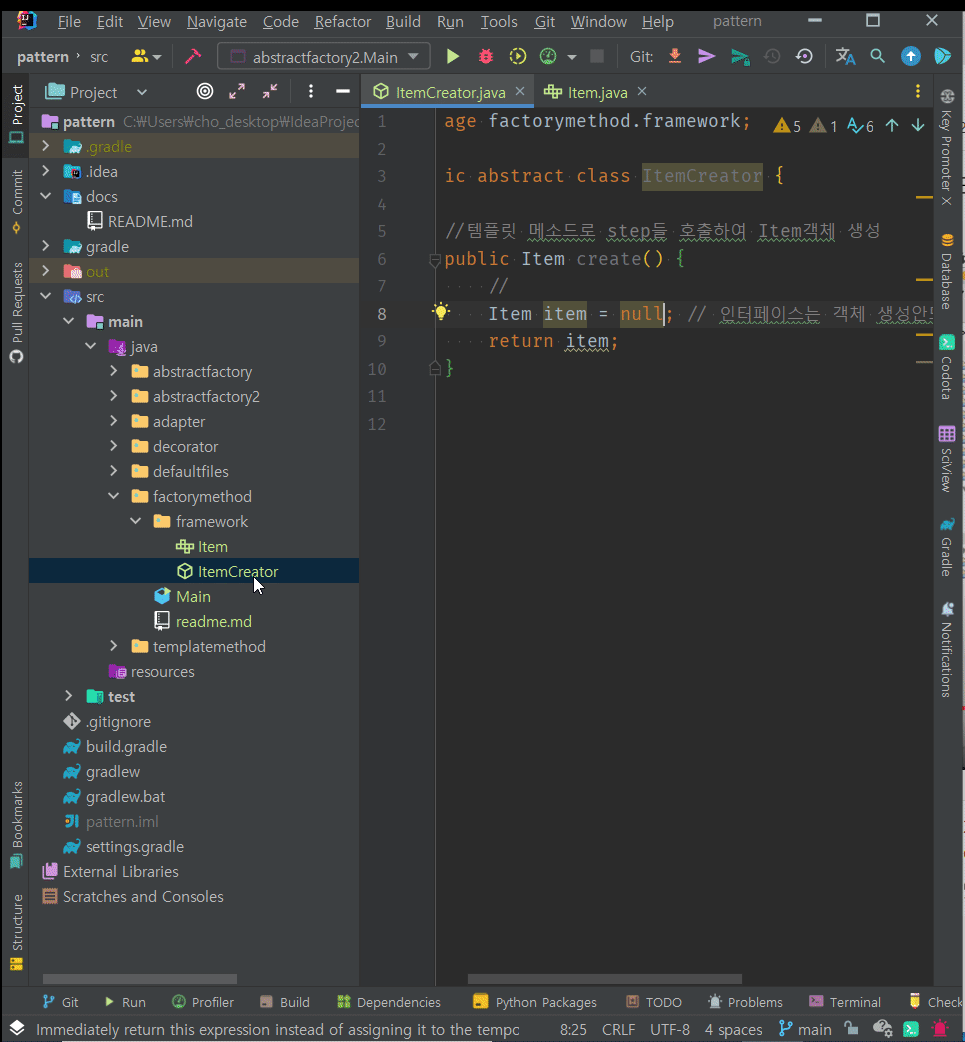 File Edit View Navigate Code Refactor Build Run Tools Git Window Help pattern
pattern › src abstractfactory2.Main Git:
Project
Commit
Pull Requests
Bookmarks
Structure
Project
pattern C:₩Users₩cho_desktop₩IdeaProjec
.gradle
.idea
docs
README.md
gradle
out
src
main
java
abstractfactory
abstractfactory2
adapter
decorator
defaultfiles
factorymethod
framework
Item
ItemCreator
Main
readme.md
templatemethod
resources
test
.gitignore
build.gradle
gradlew
gradlew.bat
pattern.iml
settings.gradle
External Libraries
Scratches and Consoles
ItemCreator.java Item.java
5 1 6
1 age factorymethod.framework;
2
3 ic abstract class ItemCreator {
4
5 //템플릿 메소드로 step들 호출하여 Item객체 생성
6 public Item create() {
7 //
8 Item item = null; // 인터페이스는 객체 생성안
9 return item;
10 }
11
12
Key Promoter X
Database
Codota
SciView
Gradle
Notifications
Git Run Profiler Build Dependencies Python Packages TODO Problems Terminal Check
Immediately return this expression instead of assigning it to the tempc 8:25 CRLF UTF-8 4 spaces main